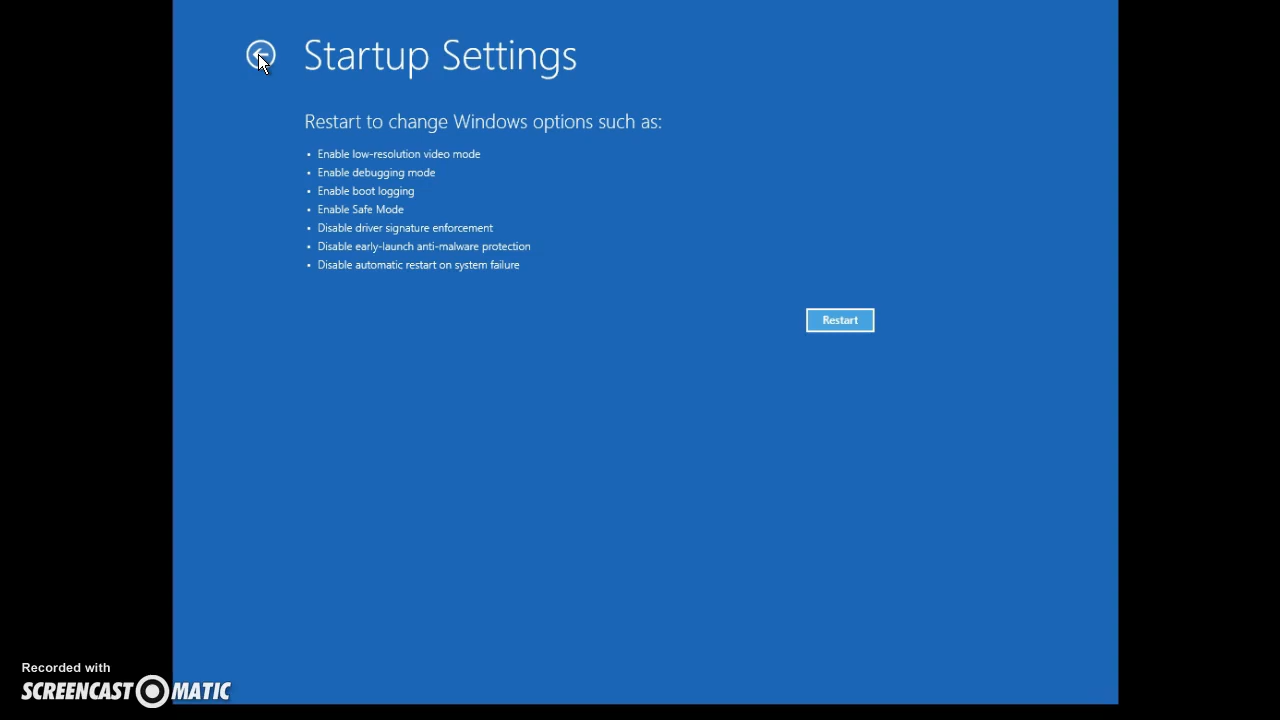 Startup Settings
Restart to change Windows options such as:
• Enable low-resolution video mode
• Enable debugging mode
• Enable boot logging
• Enable Safe Mode
• Disable driver signature enforcement
• Disable early-launch anti-malware protection
• Disable automatic restart on system failure
Restart
Recorded with
SCREENCAST MATIC